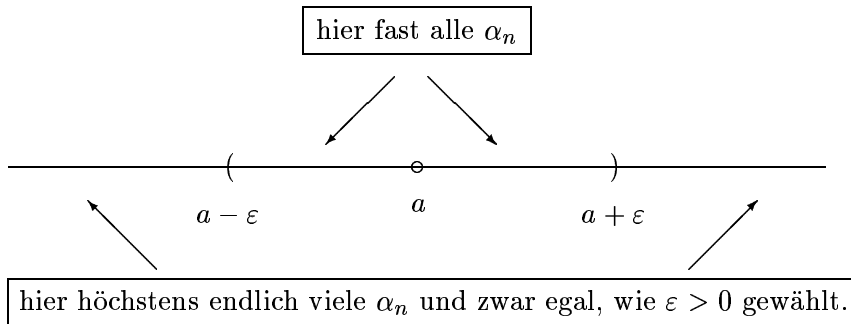 hier fast alle αₙ
( )
a − ε a a + ε
hier höchstens endlich viele αₙ und zwar egal, wie ε > 0 gewählt.